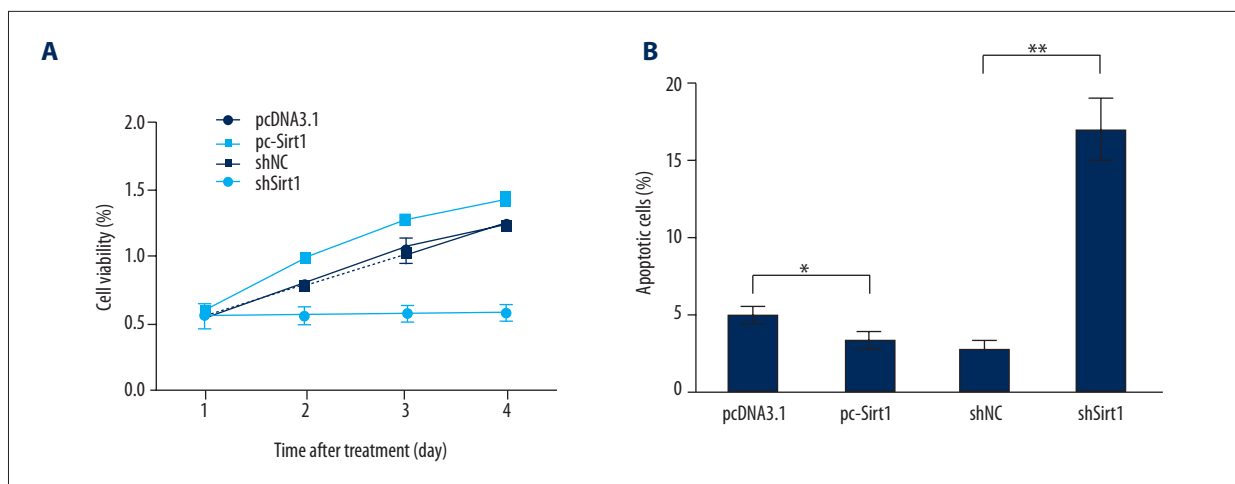 A
pcDNA3.1
pc-Sirt1
shNC
shSirt1
2.0
1.5
1.0
0.5
0.0
Cell viability (%)
1 2 3 4
Time after treatment (day)
B
**
*
20
15
10
5
0
Apoptotic cells (%)
pcDNA3.1 pc-Sirt1 shNC shSirt1